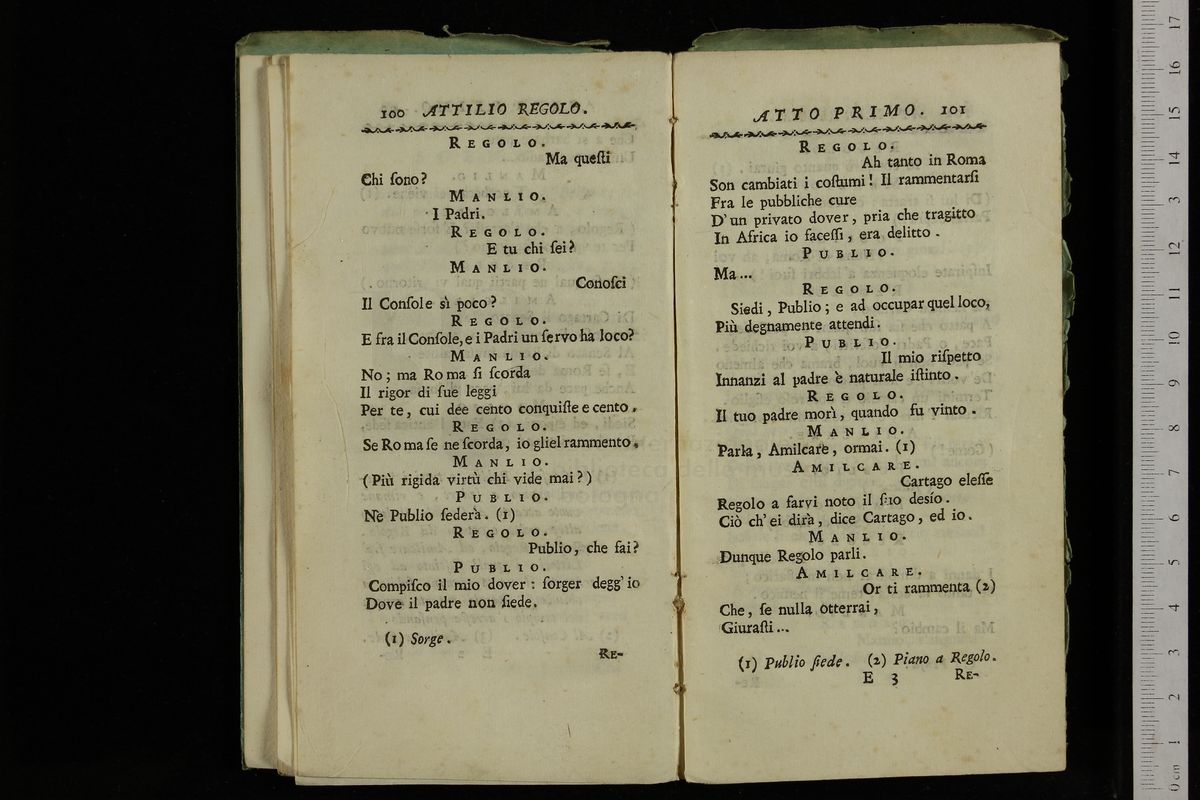 100 ATTILIO REGOLO.
REGOLO.
Ma queſti
Chi ſono?
MANLIO.
I Padri.
REGOLO.
E tu chi ſei?
MANLIO.
Conoſci
Il Conſole sì poco?
REGOLO.
E fra il Conſole, e i Padri un ſervo ha loco?
MANLIO.
No; ma Roma ſi ſcorda
Il rigor di ſue leggi
Per te, cui dee cento conquiſte e cento.
REGOLO.
Se Roma ſe ne ſcorda, io gliel rammento.
MANLIO.
(Più rigida virtù chi vide mai?)
PUBLIO.
Nè Publio ſederà. (1)
REGOLO.
Publio, che fai?
PUBLIO.
Compiſco il mio dover: ſorger degg'io
Dove il padre non ſiede.
(1) Sorge.
RE-
ATTO PRIMO. 101
REGOLO.
Ah tanto in Roma
Son cambiati i coſtumi! Il rammentarſi
Fra le pubbliche cure
D'un privato dover, pria che tragitto
In Africa io faceſſi, era delitto.
PUBLIO.
Ma...
REGOLO.
Siedi, Publio; e ad occupar quel loco,
Più degnamente attendi.
PUBLIO.
Il mio riſpetto
Innanzi al padre è naturale iſtinto.
REGOLO.
Il tuo padre morì, quando fu vinto.
MANLIO.
Parla, Amilcare, ormai. (1)
AMILCARE.
Cartago eleſſe
Regolo a farvi noto il ſuo desío.
Ciò ch'ei dirà, dice Cartago, ed io.
MANLIO.
Dunque Regolo parli.
AMILCARE.
Or ti rammenta (2)
Che, ſe nulla otterrai,
Giuraſti...
(1) Publio ſiede. (2) Piano a Regolo.
E 3 RE-